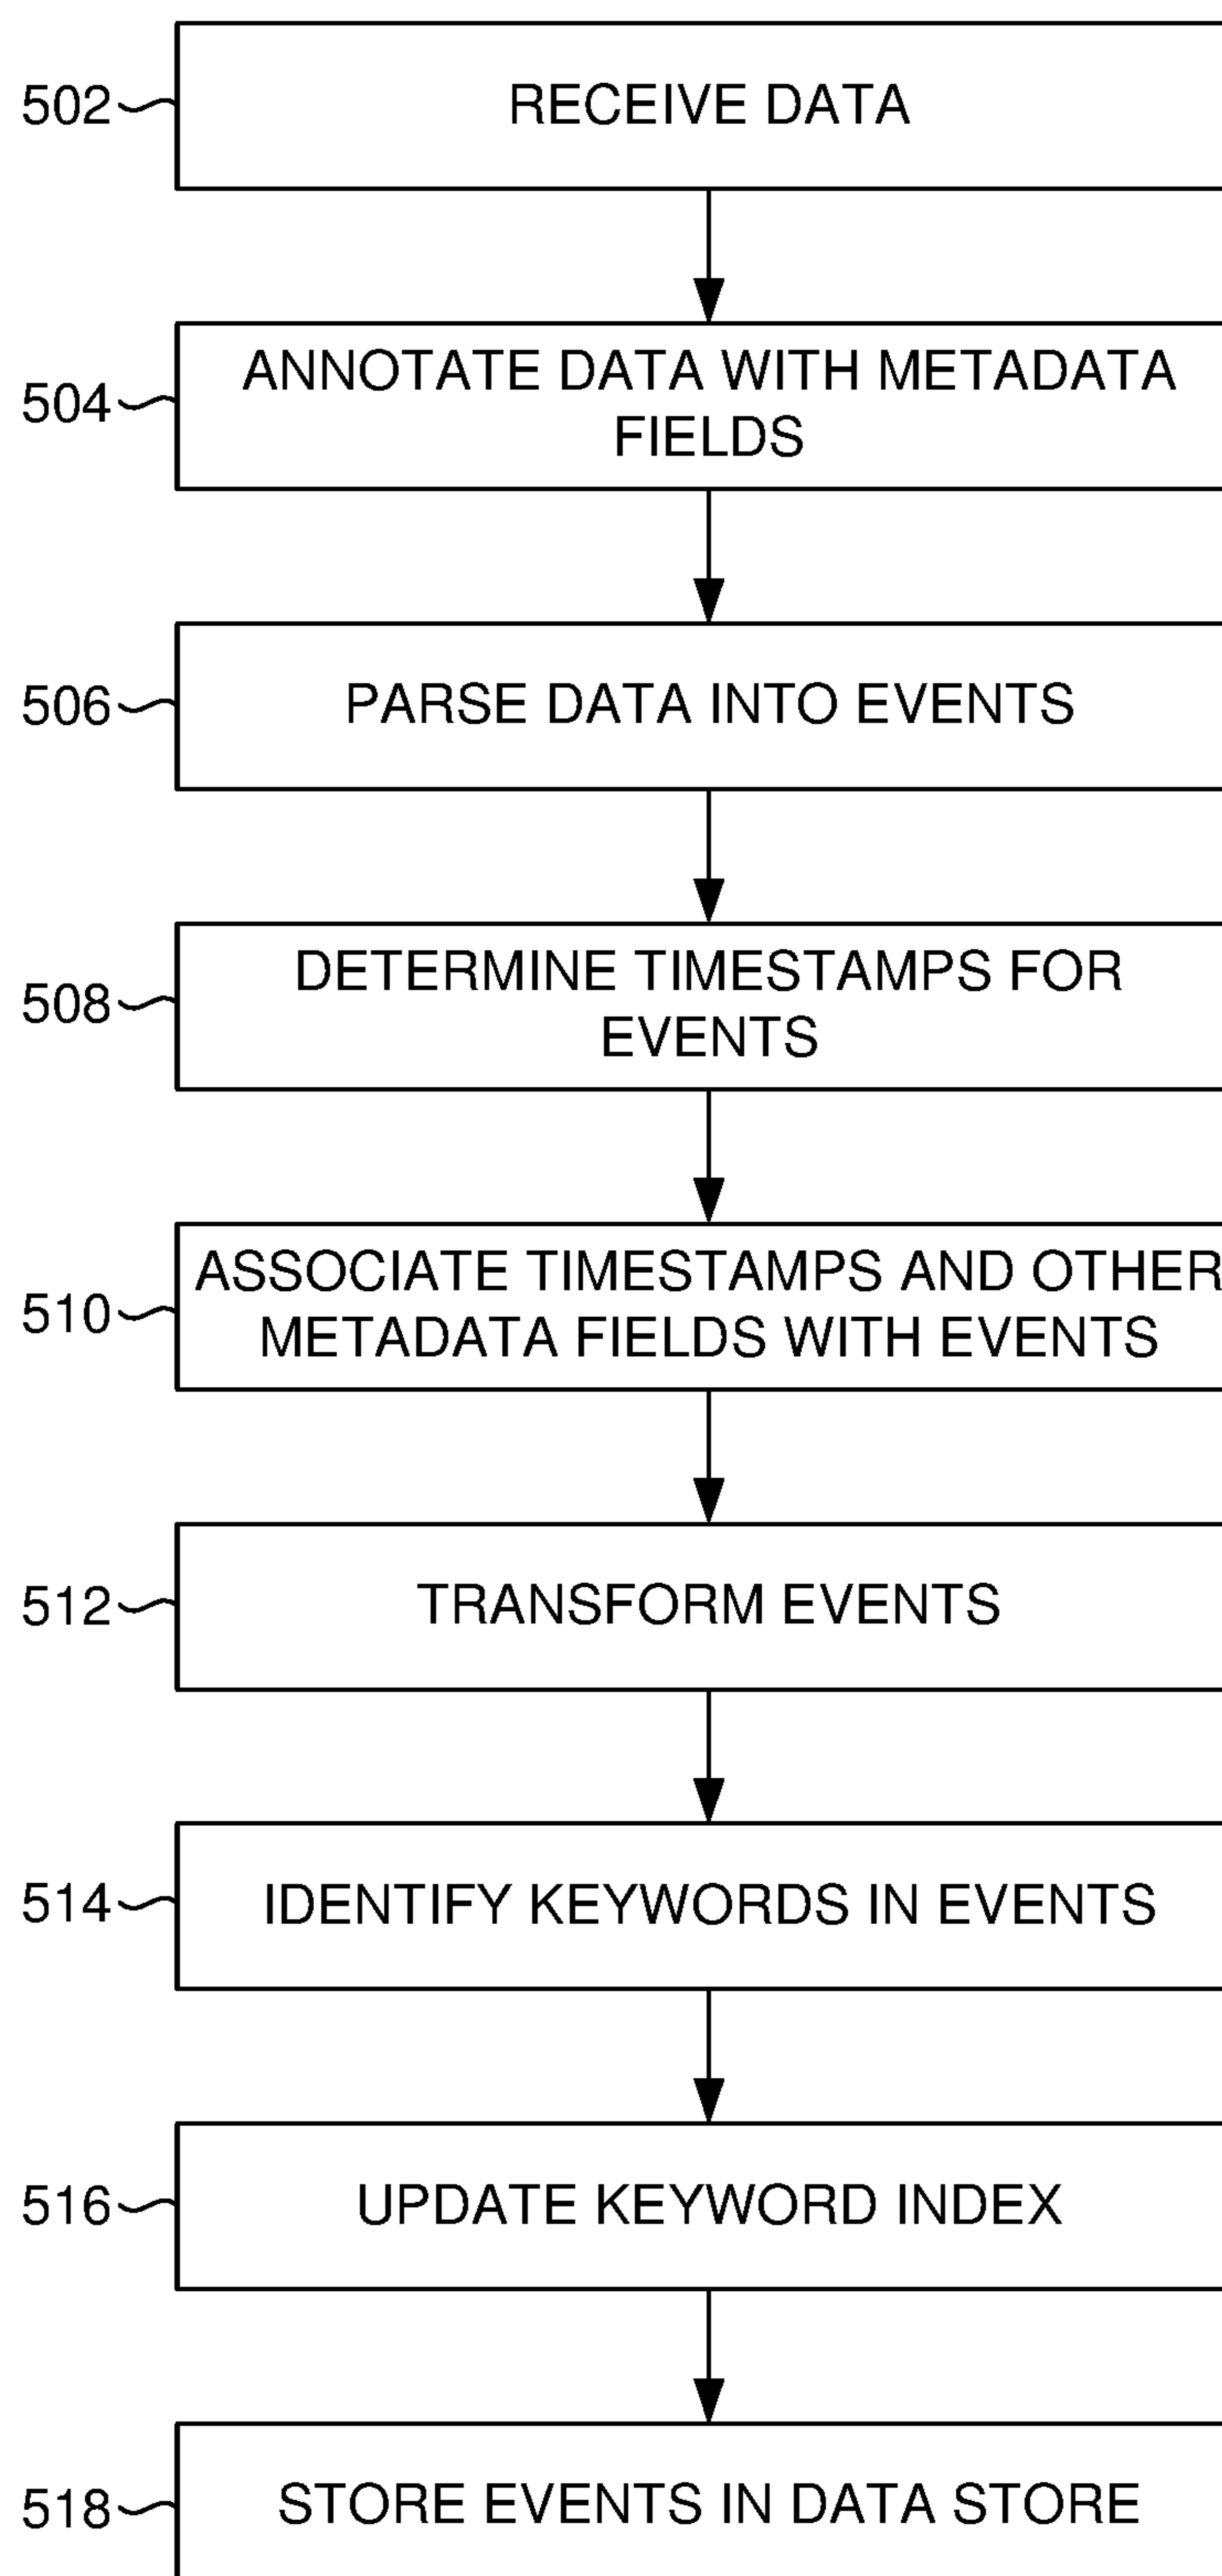 502
RECEIVE DATA
504
ANNOTATE DATA WITH METADATA
FIELDS
506
PARSE DATA INTO EVENTS
508
DETERMINE TIMESTAMPS FOR
EVENTS
510
ASSOCIATE TIMESTAMPS AND OTHER
METADATA FIELDS WITH EVENTS
512
TRANSFORM EVENTS
514
IDENTIFY KEYWORDS IN EVENTS
516
UPDATE KEYWORD INDEX
518
STORE EVENTS IN DATA STORE